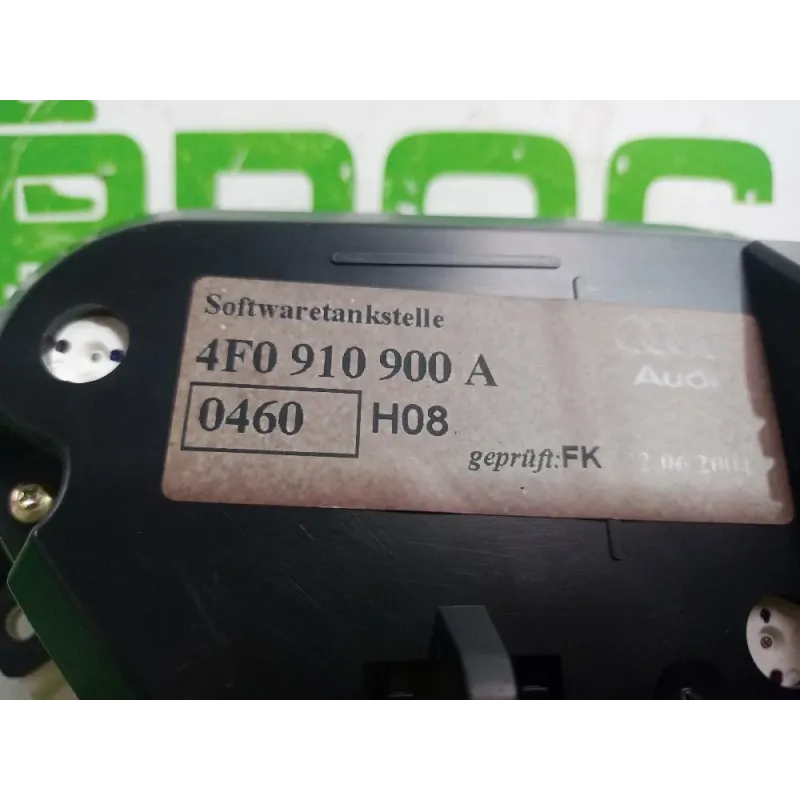 Softwaretankstelle
4F0 910 900 A
Audi
0460 H08
geprüft:FK